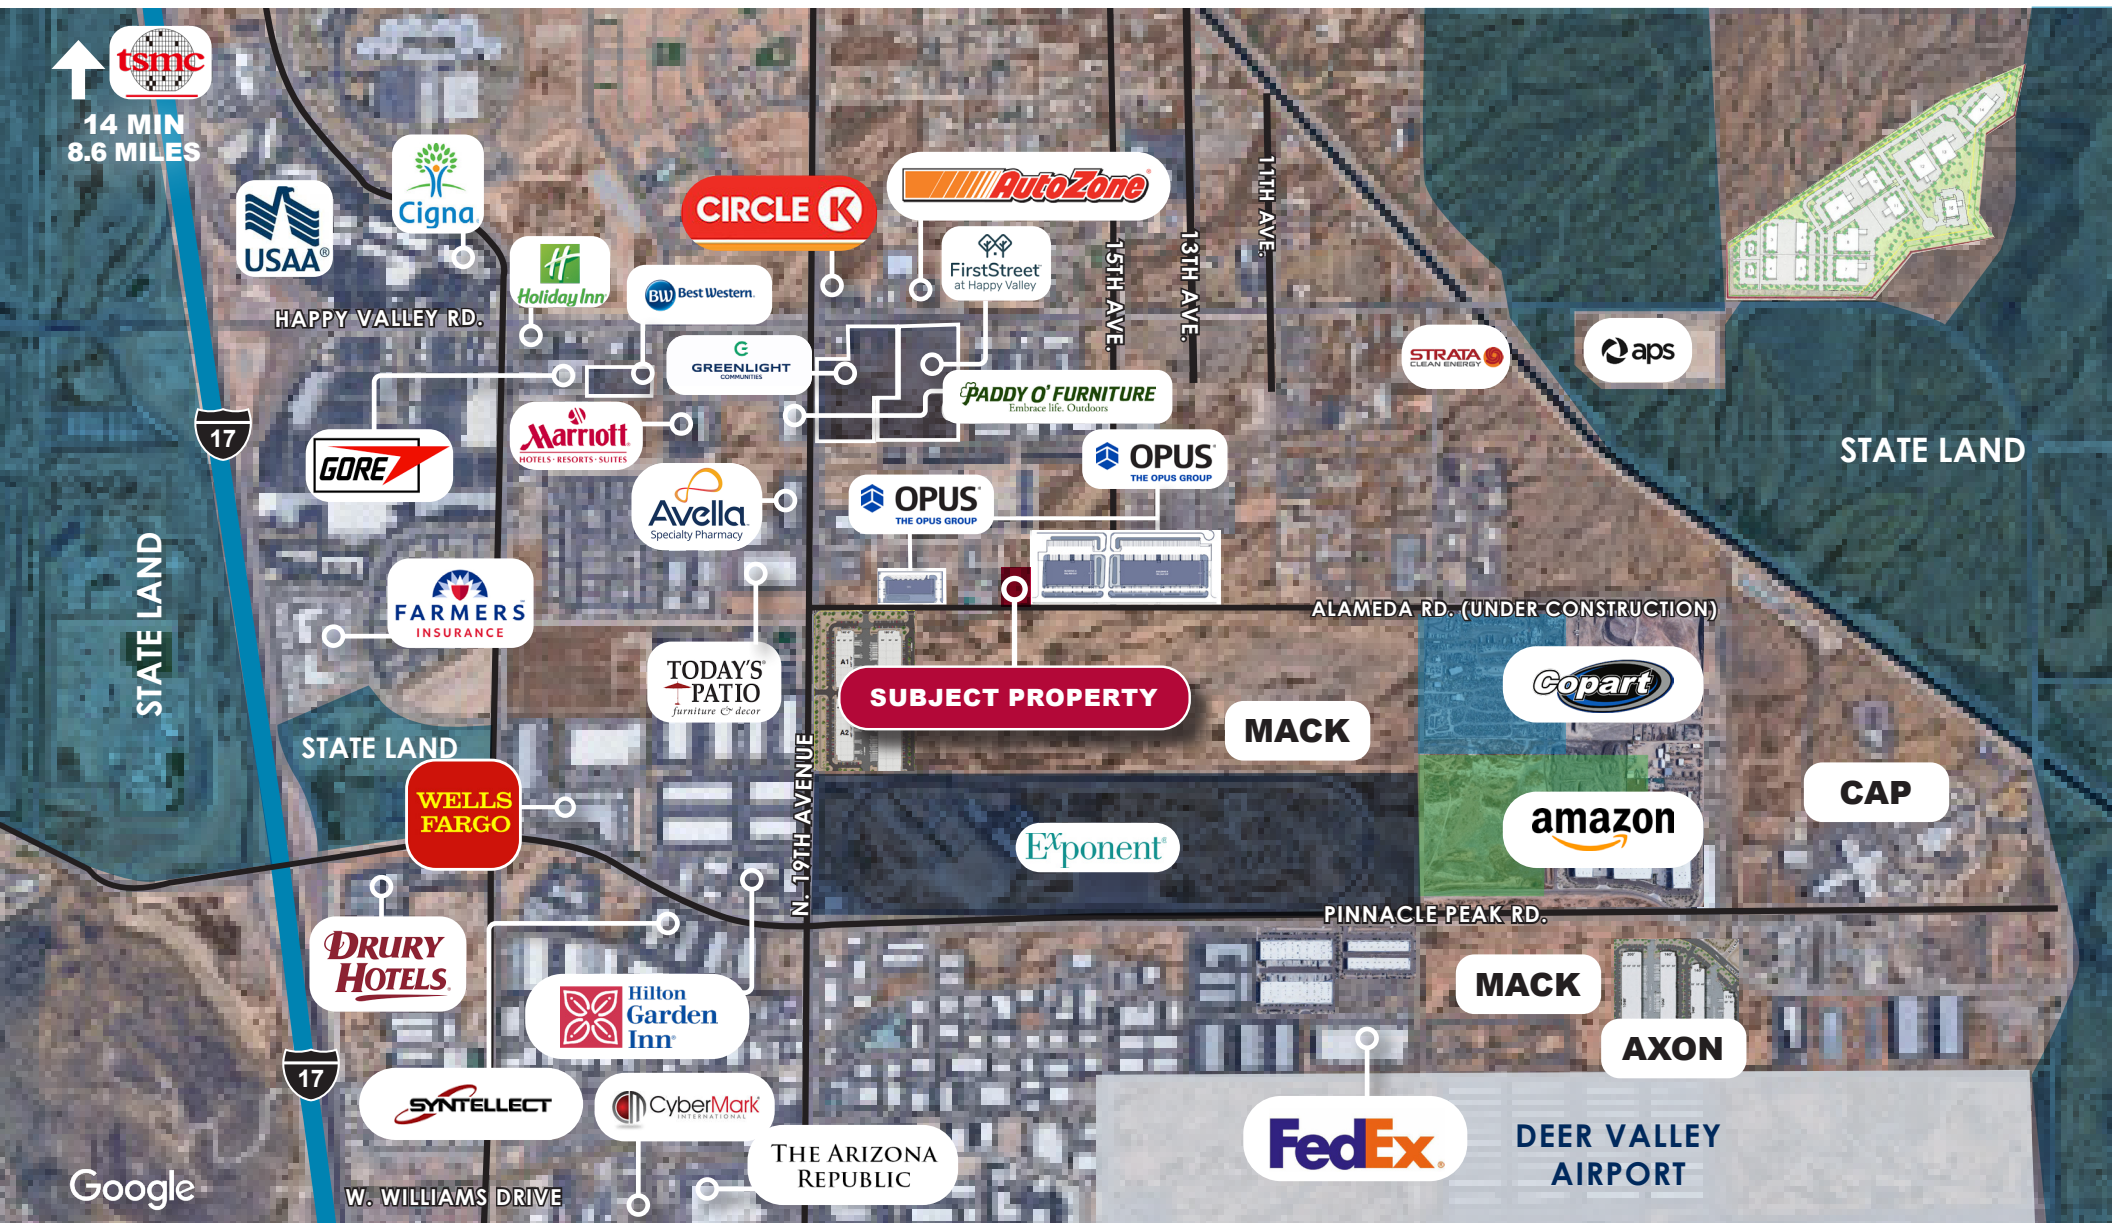 tsmc
14 MIN
8.6 MILES
USAA®
Cigna
CIRCLE K
AutoZone
Holiday Inn
BW Best Western.
FirstStreet
at Happy Valley
11TH AVE.
15TH AVE.
13TH AVE.
HAPPY VALLEY RD.
GREENLIGHT
COMMUNITIES
STRATA
CLEAN ENERGY
aps
PADDY O' FURNITURE
Embrace life. Outdoors
17
GORE
Marriott
HOTELS · RESORTS · SUITES
STATE LAND
OPUS
THE OPUS GROUP
OPUS
THE OPUS GROUP
Avella
Specialty Pharmacy
STATE LAND
FARMERS
INSURANCE
ALAMEDA RD. (UNDER CONSTRUCTION)
TODAY'S
PATIO
furniture & decor
A1
SUBJECT PROPERTY
A2
MACK
Copart
STATE LAND
WELLS
FARGO
N. 19TH AVENUE
Exponent®
amazon
CAP
PINNACLE PEAK RD.
DRURY
HOTELS
Hilton
Garden
Inn
MACK
AXON
17
SYNTELLECT
CyberMark
INTERNATIONAL
THE ARIZONA
REPUBLIC
FedEx
DEER VALLEY
AIRPORT
Google
W. WILLIAMS DRIVE